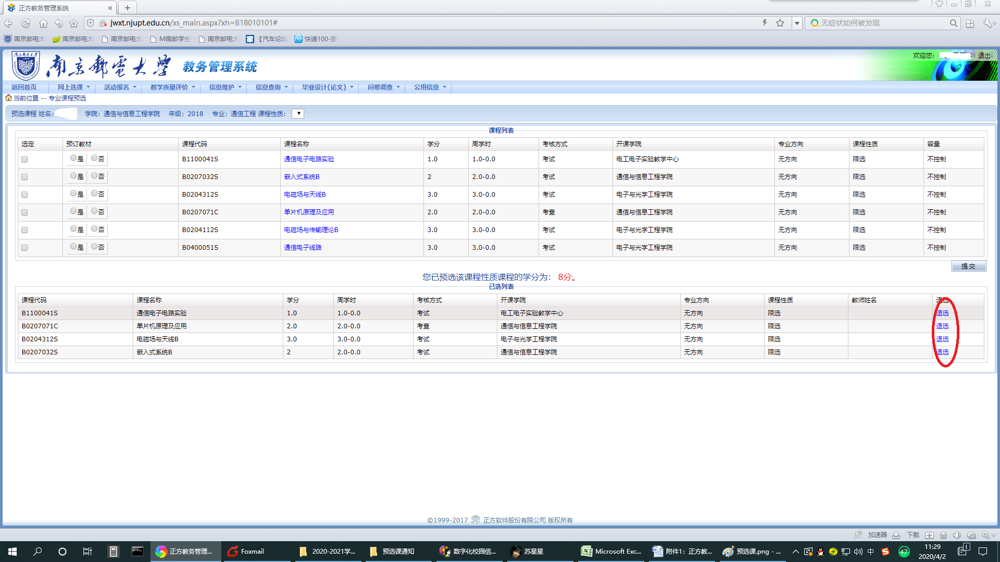 正方教务管理系统
jwxt.njupt.edu.cn/xs_main.aspx?xh=B18010101#
无症状如何被发现
南京邮电大 南京邮电大 南京邮电大 M南邮学生 南京邮电大 【汽车论坛 快递100-查
南京邮电大学 教务管理系统
欢迎您: 退出
返回首页 网上选课 活动报名 教学质量评价 信息维护 信息查询 毕业设计(论文) 问卷调查 公用信息
当前位置 -- 专业课程预选
预选课程 姓名: 学院: 通信与信息工程学院 年级: 2018 专业: 通信工程 课程性质:
课程列表
选定 预订教材 课程代码 课程名称 学分 周学时 考核方式 开课学院 专业方向 课程性质 容量
是 否 B1100041S 通信电子电路实验 1.0 1.0-0.0 考试 电工电子实验教学中心 无方向 限选 不控制
是 否 B0207032S 嵌入式系统B 2 2.0-0.0 考试 通信与信息工程学院 无方向 限选 不控制
是 否 B0204312S 电磁场与天线B 3.0 3.0-0.0 考试 电子与光学工程学院 无方向 限选 不控制
是 否 B0207071C 单片机原理及应用 2.0 2.0-0.0 考查 通信与信息工程学院 无方向 限选 不控制
是 否 B0204112S 电磁场与传输理论B 3.0 3.0-0.0 考试 电子与光学工程学院 无方向 限选 不控制
是 否 B0400051S 通信电子线路 3.0 3.0-0.0 考试 电子与光学工程学院 无方向 限选 不控制
提交
您已预选该课程性质课程的学分为: 8分。
已选列表
课程代码 课程名称 学分 周学时 考核方式 开课学院 专业方向 课程性质 教师姓名 退选
B1100041S 通信电子电路实验 1.0 1.0-0.0 考试 电工电子实验教学中心 无方向 限选 退选
B0207071C 单片机原理及应用 2.0 2.0-0.0 考查 通信与信息工程学院 无方向 限选 退选
B0204312S 电磁场与天线B 3.0 3.0-0.0 考试 电子与光学工程学院 无方向 限选 退选
B0207032S 嵌入式系统B 2 2.0-0.0 考试 通信与信息工程学院 无方向 限选 退选
©1999-2017 正方软件股份有限公司 版权所有
加速器 下载
正方教务管理... Foxmail 2020-2021学... 预选课通知 数字化校园信... 苏星星 Microsoft Exc... 附件1: 正方教... 预选课.png - ... 中 47 11:29 1
2020/4/2